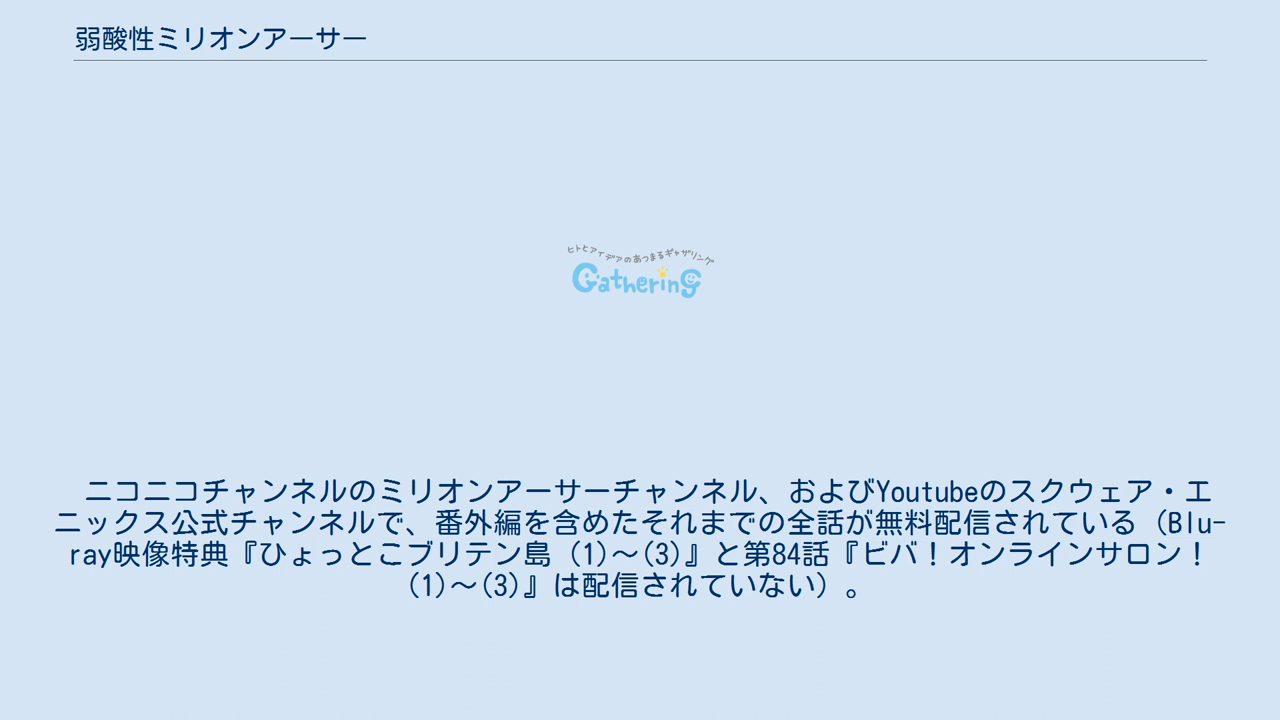 弱酸性ミリオンアーサー
ヒトとアイデアのあつまるギャザリング
Gathering
ニコニコチャンネルのミリオンアーサーチャンネル、およびYoutubeのスクウェア・エ
ニックス公式チャンネルで、番外編を含めたそれまでの全話が無料配信されている（Blu-
ray映像特典『ひょっとこブリテン島（1）～（3）』と第84話『ビバ！オンラインサロン！
（1）～（3）』は配信されていない）。